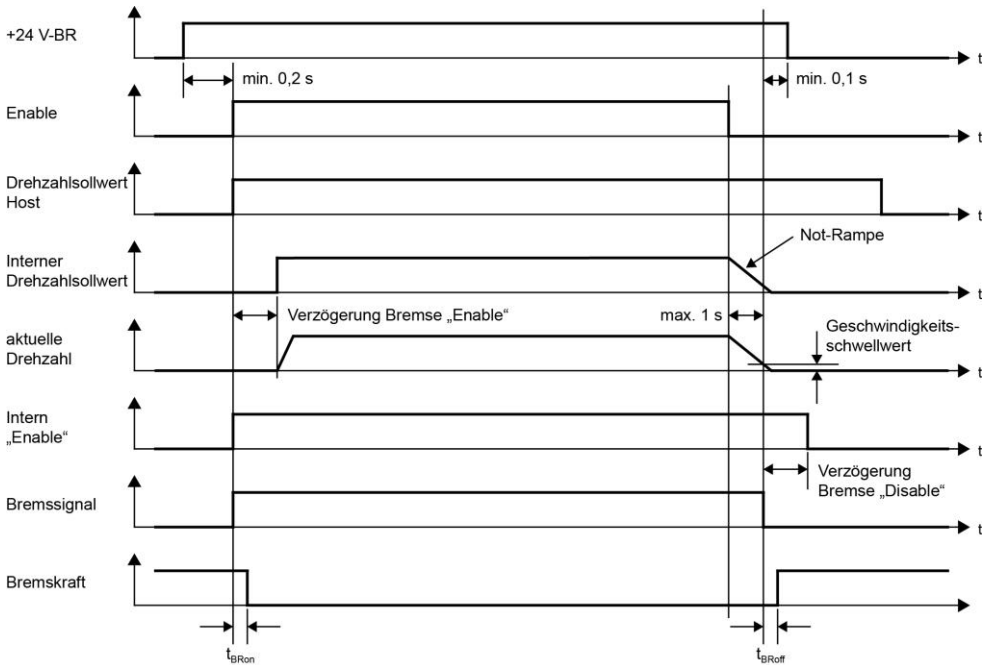 +24 V-BR
t
min. 0,2 s
min. 0,1 s
Enable
t
Drehzahlsollwert
Host
t
Not-Rampe
Interner
Drehzahlsollwert
t
Verzögerung Bremse „Enable“
max. 1 s
Geschwindigkeits-
schwellwert
aktuelle
Drehzahl
t
Intern
„Enable“
t
Verzögerung
Bremse „Disable“
Bremssignal
t
Bremskraft
tBRon
tBRoff